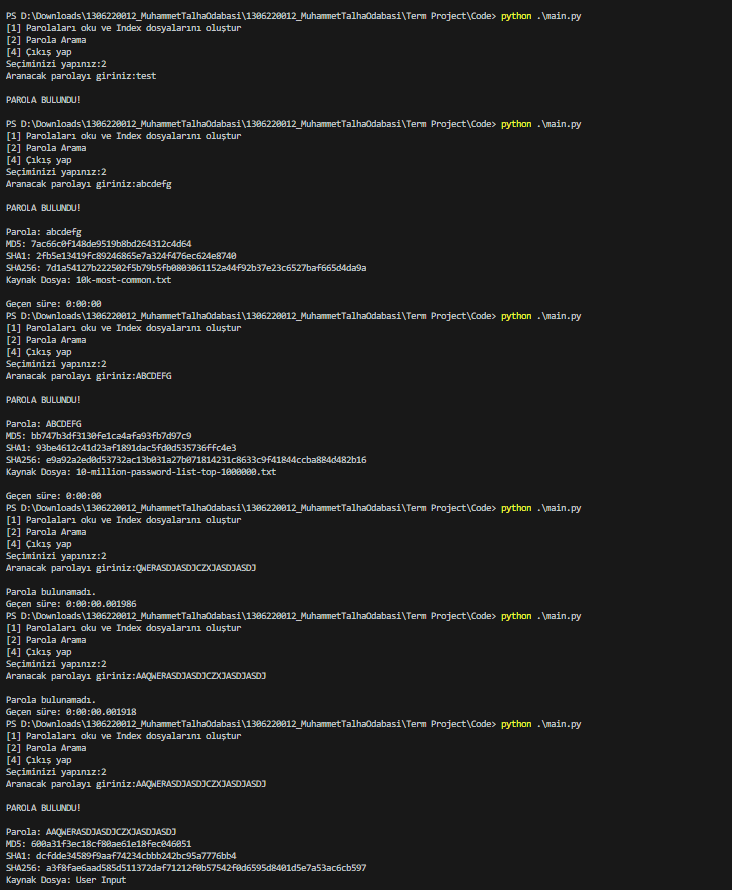 PS D:\Downloads\1306220012_MuhammetTalhaOdabasi\1306220012_MuhammetTalhaOdabasi\Term Project\Code> python .\main.py
[1] Parolaları oku ve Index dosyalarını oluştur
[2] Parola Arama
[4] Çıkış yap
Seçiminizi yapınız:2
Aranacak parolayı giriniz:test
PAROLA BULUNDU!
PS D:\Downloads\1306220012_MuhammetTalhaOdabasi\1306220012_MuhammetTalhaOdabasi\Term Project\Code> python .\main.py
[1] Parolaları oku ve Index dosyalarını oluştur
[2] Parola Arama
[4] Çıkış yap
Seçiminizi yapınız:2
Aranacak parolayı giriniz:abcdefg
PAROLA BULUNDU!
Parola: abcdefg
MD5: 7ac66c0f148de9519b8bd264312c4d64
SHA1: 2fb5e13419fc89246865e7a324f476ec624e8740
SHA256: 7d1a54127b222502f5b79b5fb0803061152a44f92b37e23c6527baf665d4da9a
Kaynak Dosya: 10k-most-common.txt
Geçen süre: 0:00:00
PS D:\Downloads\1306220012_MuhammetTalhaOdabasi\1306220012_MuhammetTalhaOdabasi\Term Project\Code> python .\main.py
[1] Parolaları oku ve Index dosyalarını oluştur
[2] Parola Arama
[4] Çıkış yap
Seçiminizi yapınız:2
Aranacak parolayı giriniz:ABCDEFG
PAROLA BULUNDU!
Parola: ABCDEFG
MD5: bb747b3df3130fe1ca4afa93fb7d97c9
SHA1: 93be4612c41d23af1891dac5fd0d535736ffc4e3
SHA256: e9a92a2ed0d53732ac13b031a27b071814231c8633c9f41844ccba884d482b16
Kaynak Dosya: 10-million-password-list-top-1000000.txt
Geçen süre: 0:00:00
PS D:\Downloads\1306220012_MuhammetTalhaOdabasi\1306220012_MuhammetTalhaOdabasi\Term Project\Code> python .\main.py
[1] Parolaları oku ve Index dosyalarını oluştur
[2] Parola Arama
[4] Çıkış yap
Seçiminizi yapınız:2
Aranacak parolayı giriniz:QWERASDJASDJCZXJASDJASDJ
Parola bulunamadı.
Geçen süre: 0:00:00.001986
PS D:\Downloads\1306220012_MuhammetTalhaOdabasi\1306220012_MuhammetTalhaOdabasi\Term Project\Code> python .\main.py
[1] Parolaları oku ve Index dosyalarını oluştur
[2] Parola Arama
[4] Çıkış yap
Seçiminizi yapınız:2
Aranacak parolayı giriniz:AAQWERASDJASDJCZXJASDJASDJ
Parola bulunamadı.
Geçen süre: 0:00:00.001918
PS D:\Downloads\1306220012_MuhammetTalhaOdabasi\1306220012_MuhammetTalhaOdabasi\Term Project\Code> python .\main.py
[1] Parolaları oku ve Index dosyalarını oluştur
[2] Parola Arama
[4] Çıkış yap
Seçiminizi yapınız:2
Aranacak parolayı giriniz:AAQWERASDJASDJCZXJASDJASDJ
PAROLA BULUNDU!
Parola: AAQWERASDJASDJCZXJASDJASDJ
MD5: 600a31f3ec18cf80ae61e18fec046051
SHA1: dcfdde34589f9aaf74234cbbb242bc95a7776bb4
SHA256: a3f8fae6aad585d511372daf71212f0b57542f0d6595d8401d5e7a53ac6cb597
Kaynak Dosya: User Input